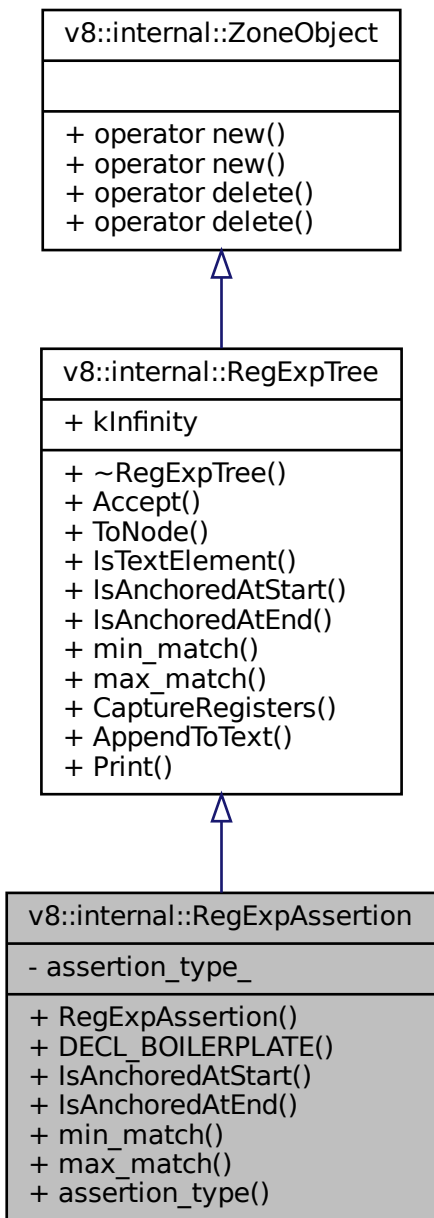 v8::internal::ZoneObject
+ operator new()
+ operator new()
+ operator delete()
+ operator delete()
v8::internal::RegExpTree
+ kInfinity
+ ~RegExpTree()
+ Accept()
+ ToNode()
+ IsTextElement()
+ IsAnchoredAtStart()
+ IsAnchoredAtEnd()
+ min_match()
+ max_match()
+ CaptureRegisters()
+ AppendToText()
+ Print()
v8::internal::RegExpAssertion
- assertion_type_
+ RegExpAssertion()
+ DECL_BOILERPLATE()
+ IsAnchoredAtStart()
+ IsAnchoredAtEnd()
+ min_match()
+ max_match()
+ assertion_type()